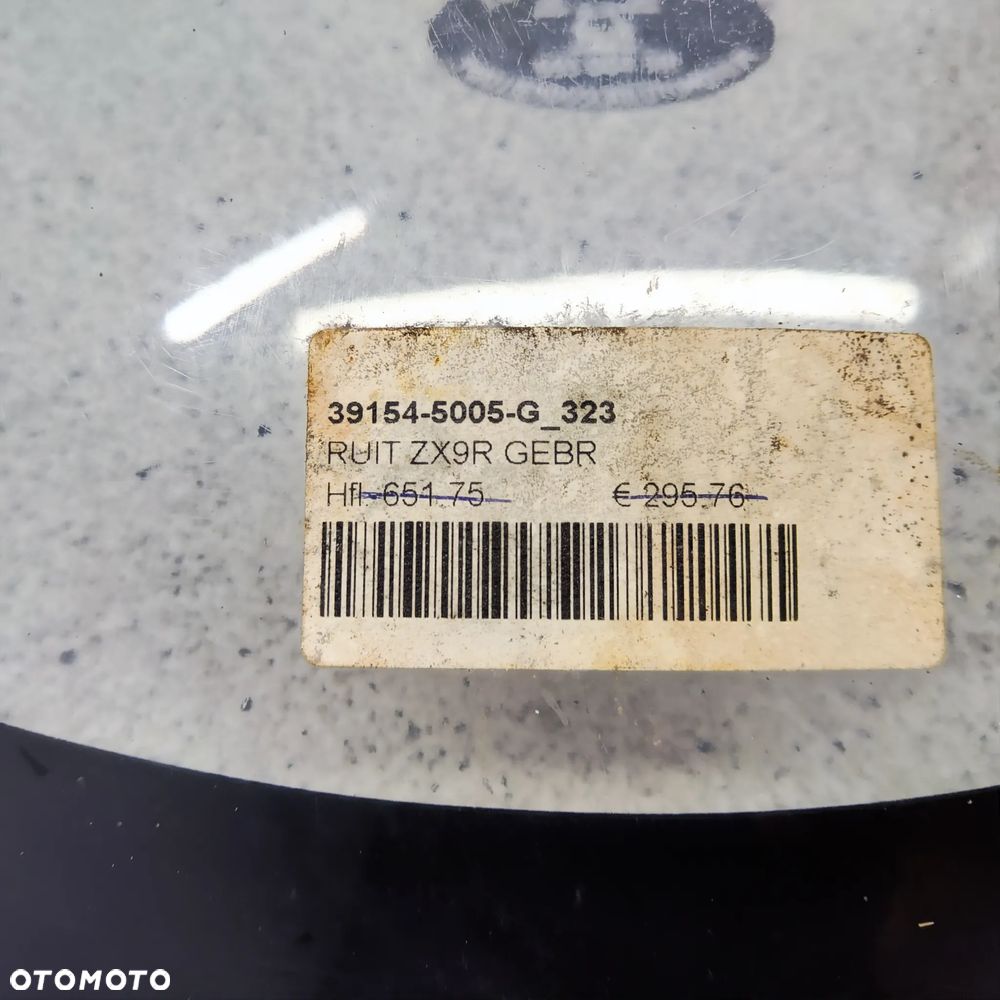 39154-5005-G_323
RUIT ZX9R GEBR
Hfl. 651.75 € 295.76
OTOMOTO